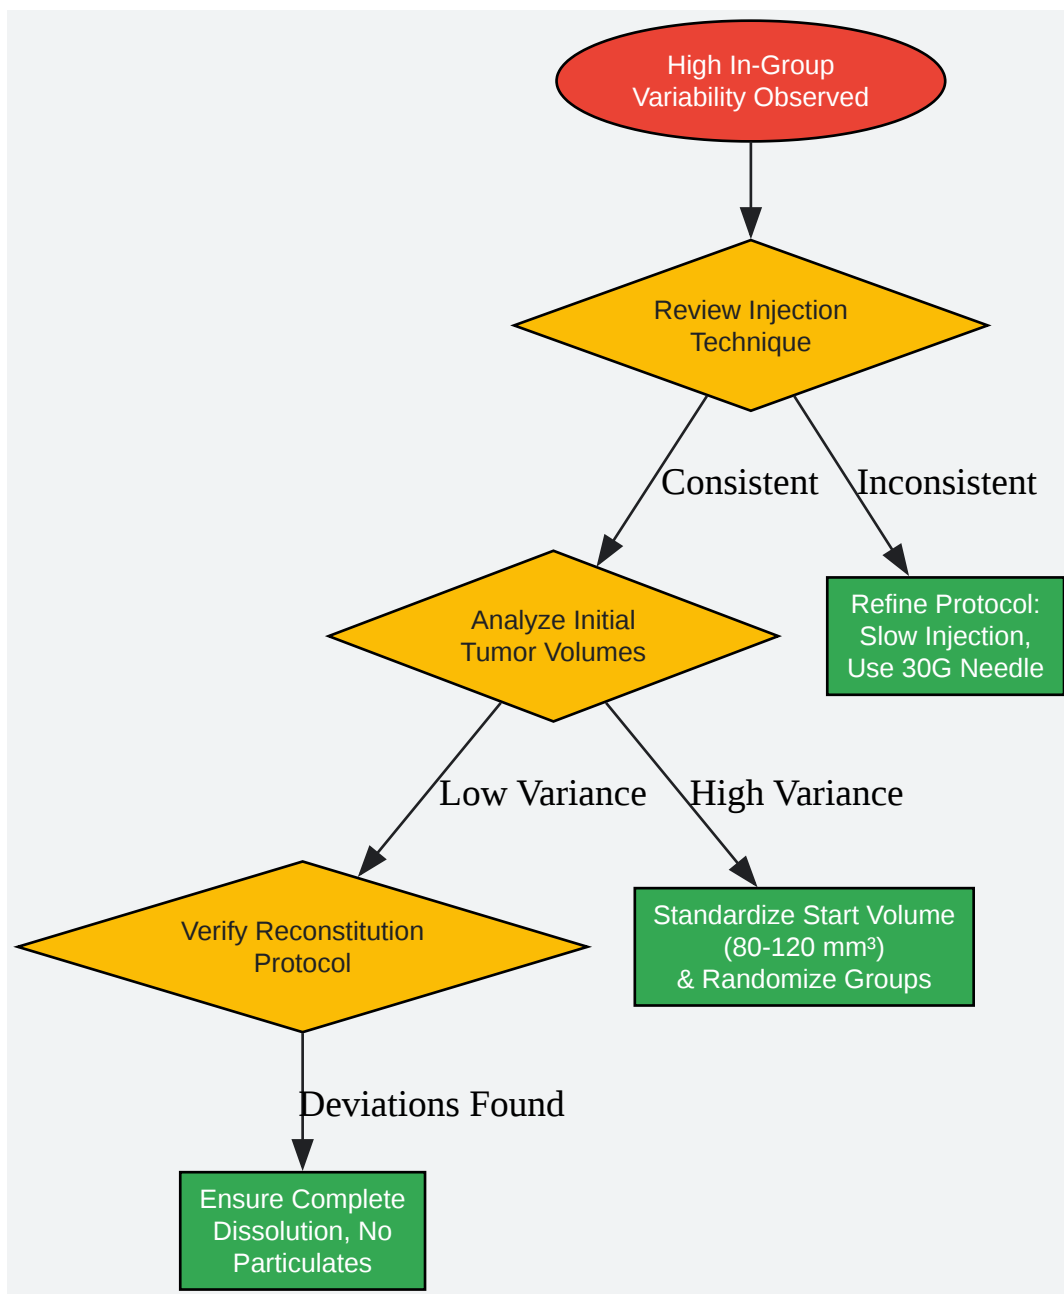 High In-Group
Variability Observed
Review Injection
Technique
Consistent
Inconsistent
Analyze Initial
Tumor Volumes
Refine Protocol:
Slow Injection,
Use 30G Needle
Low Variance
High Variance
Verify Reconstitution
Protocol
Standardize Start Volume
(80-120 mm³)
& Randomize Groups
Deviations Found
Ensure Complete
Dissolution, No
Particulates